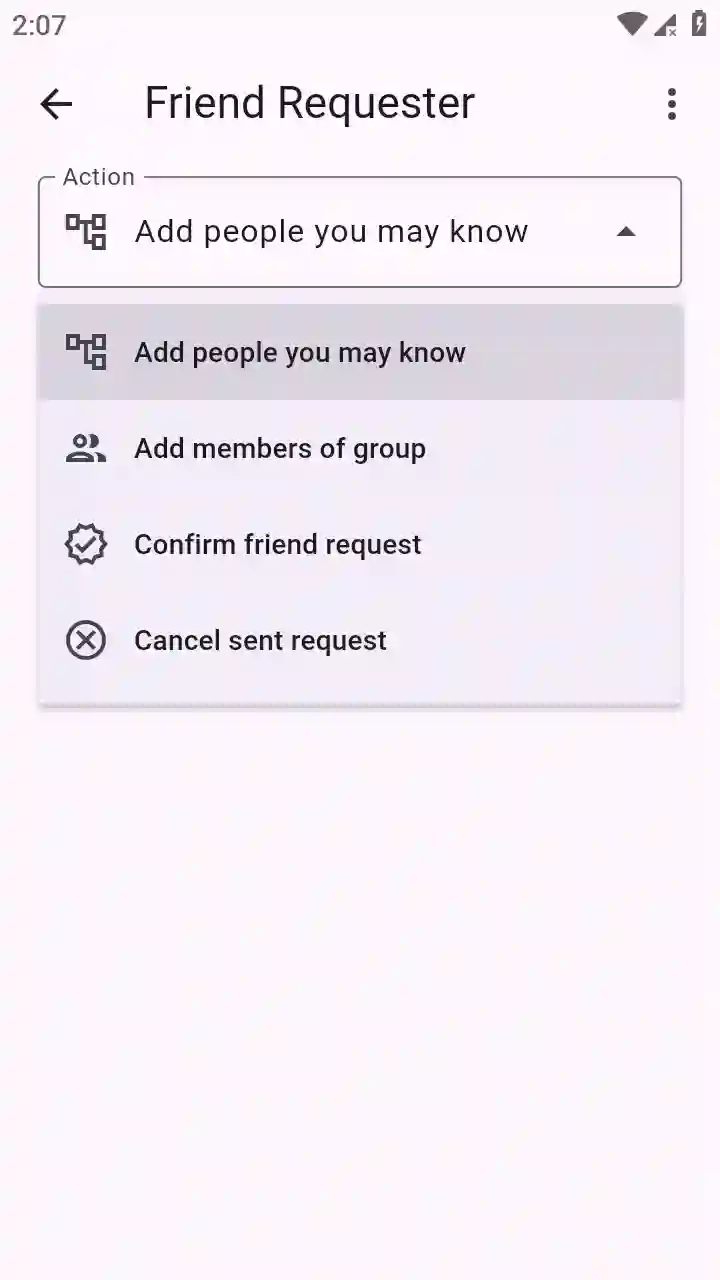 2:07
Friend Requester
Action
Add people you may know
Add people you may know
Add members of group
Confirm friend request
Cancel sent request